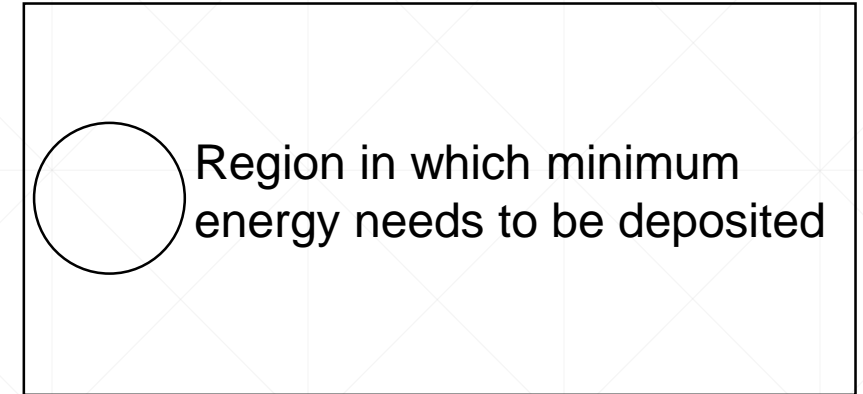 Region in which minimum
energy needs to be deposited